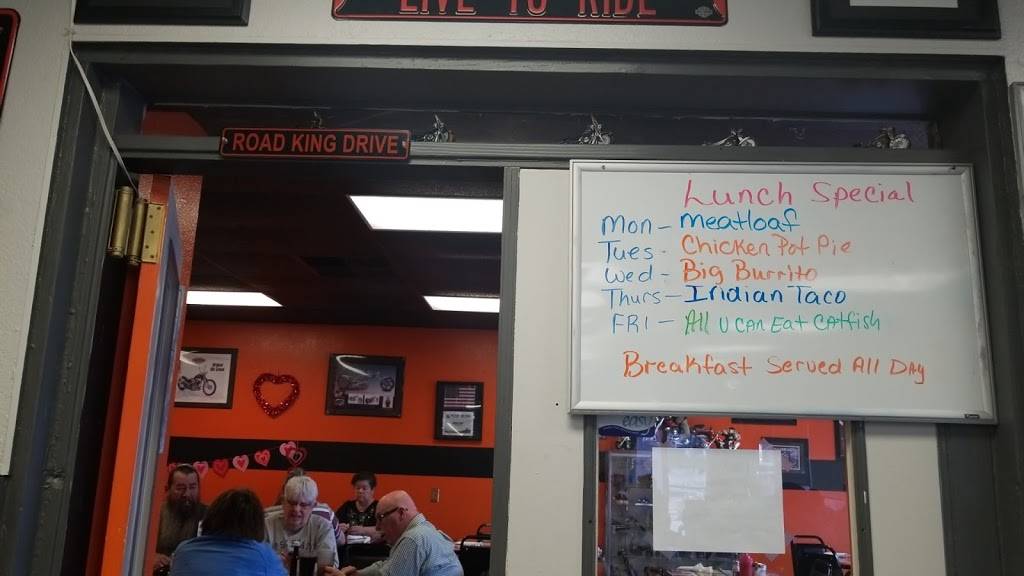 LIVE TO RIDE
ROAD KING DRIVE
Lunch Special
Mon - Meatloaf
Tues - Chicken Pot Pie
Wed - Big Burrito
Thurs - Indian Taco
FRI - All U CAN EAT CATfish
Breakfast Served All DAy